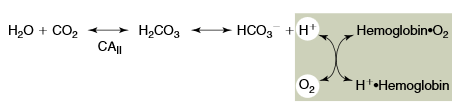 H₂O + CO₂ ⟷ H₂CO₃ ⟷ HCO₃⁻ + H⁺ Hemoglobin•O₂
CAII
O₂ H⁺•Hemoglobin